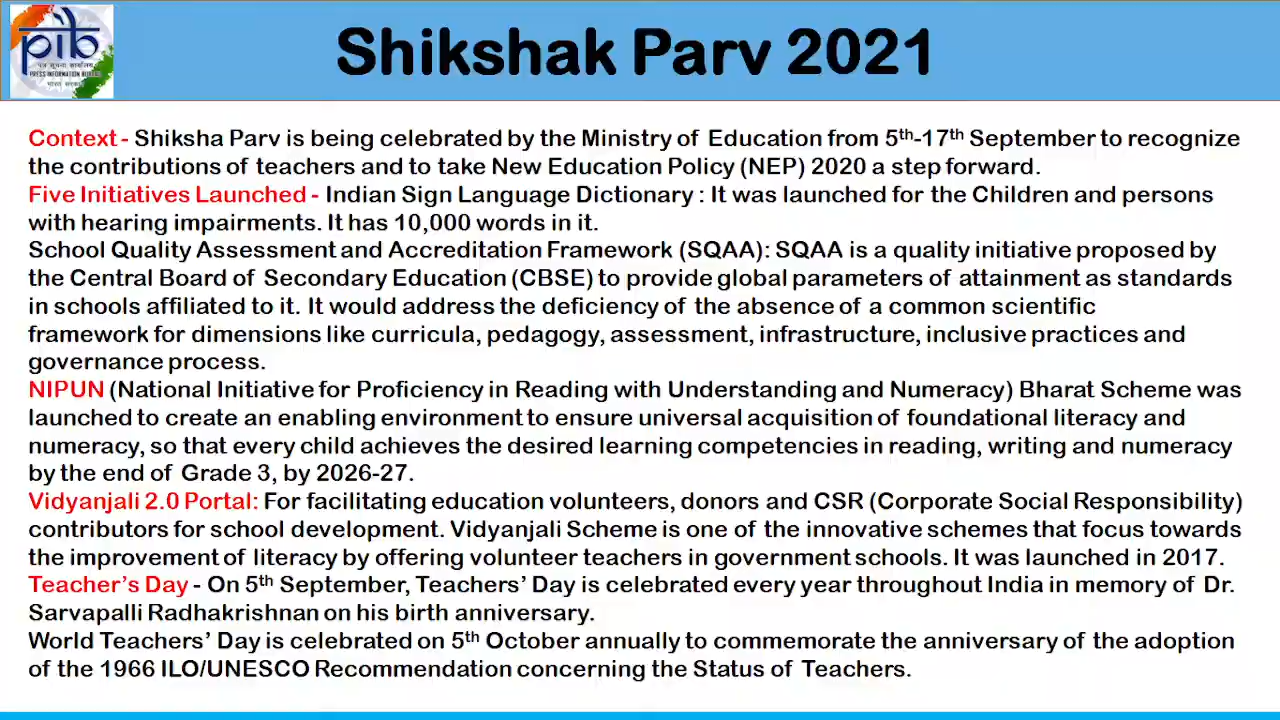 pib
पत्र सूचना कार्यालय
PRESS INFORMATION BUREAU
भारत सरकार
Shikshak Parv 2021
Context - Shiksha Parv is being celebrated by the Ministry of Education from 5th-17th September to recognize
the contributions of teachers and to take New Education Policy (NEP) 2020 a step forward.
Five Initiatives Launched - Indian Sign Language Dictionary : It was launched for the Children and persons
with hearing impairments. It has 10,000 words in it.
School Quality Assessment and Accreditation Framework (SQAA): SQAA is a quality initiative proposed by
the Central Board of Secondary Education (CBSE) to provide global parameters of attainment as standards
in schools affiliated to it. It would address the deficiency of the absence of a common scientific
framework for dimensions like curricula, pedagogy, assessment, infrastructure, inclusive practices and
governance process.
NIPUN (National Initiative for Proficiency in Reading with Understanding and Numeracy) Bharat Scheme was
launched to create an enabling environment to ensure universal acquisition of foundational literacy and
numeracy, so that every child achieves the desired learning competencies in reading, writing and numeracy
by the end of Grade 3, by 2026-27.
Vidyanjali 2.0 Portal: For facilitating education volunteers, donors and CSR (Corporate Social Responsibility)
contributors for school development. Vidyanjali Scheme is one of the innovative schemes that focus towards
the improvement of literacy by offering volunteer teachers in government schools. It was launched in 2017.
Teacher's Day - On 5th September, Teachers' Day is celebrated every year throughout India in memory of Dr.
Sarvapalli Radhakrishnan on his birth anniversary.
World Teachers' Day is celebrated on 5th October annually to commemorate the anniversary of the adoption
of the 1966 ILO/UNESCO Recommendation concerning the Status of Teachers.